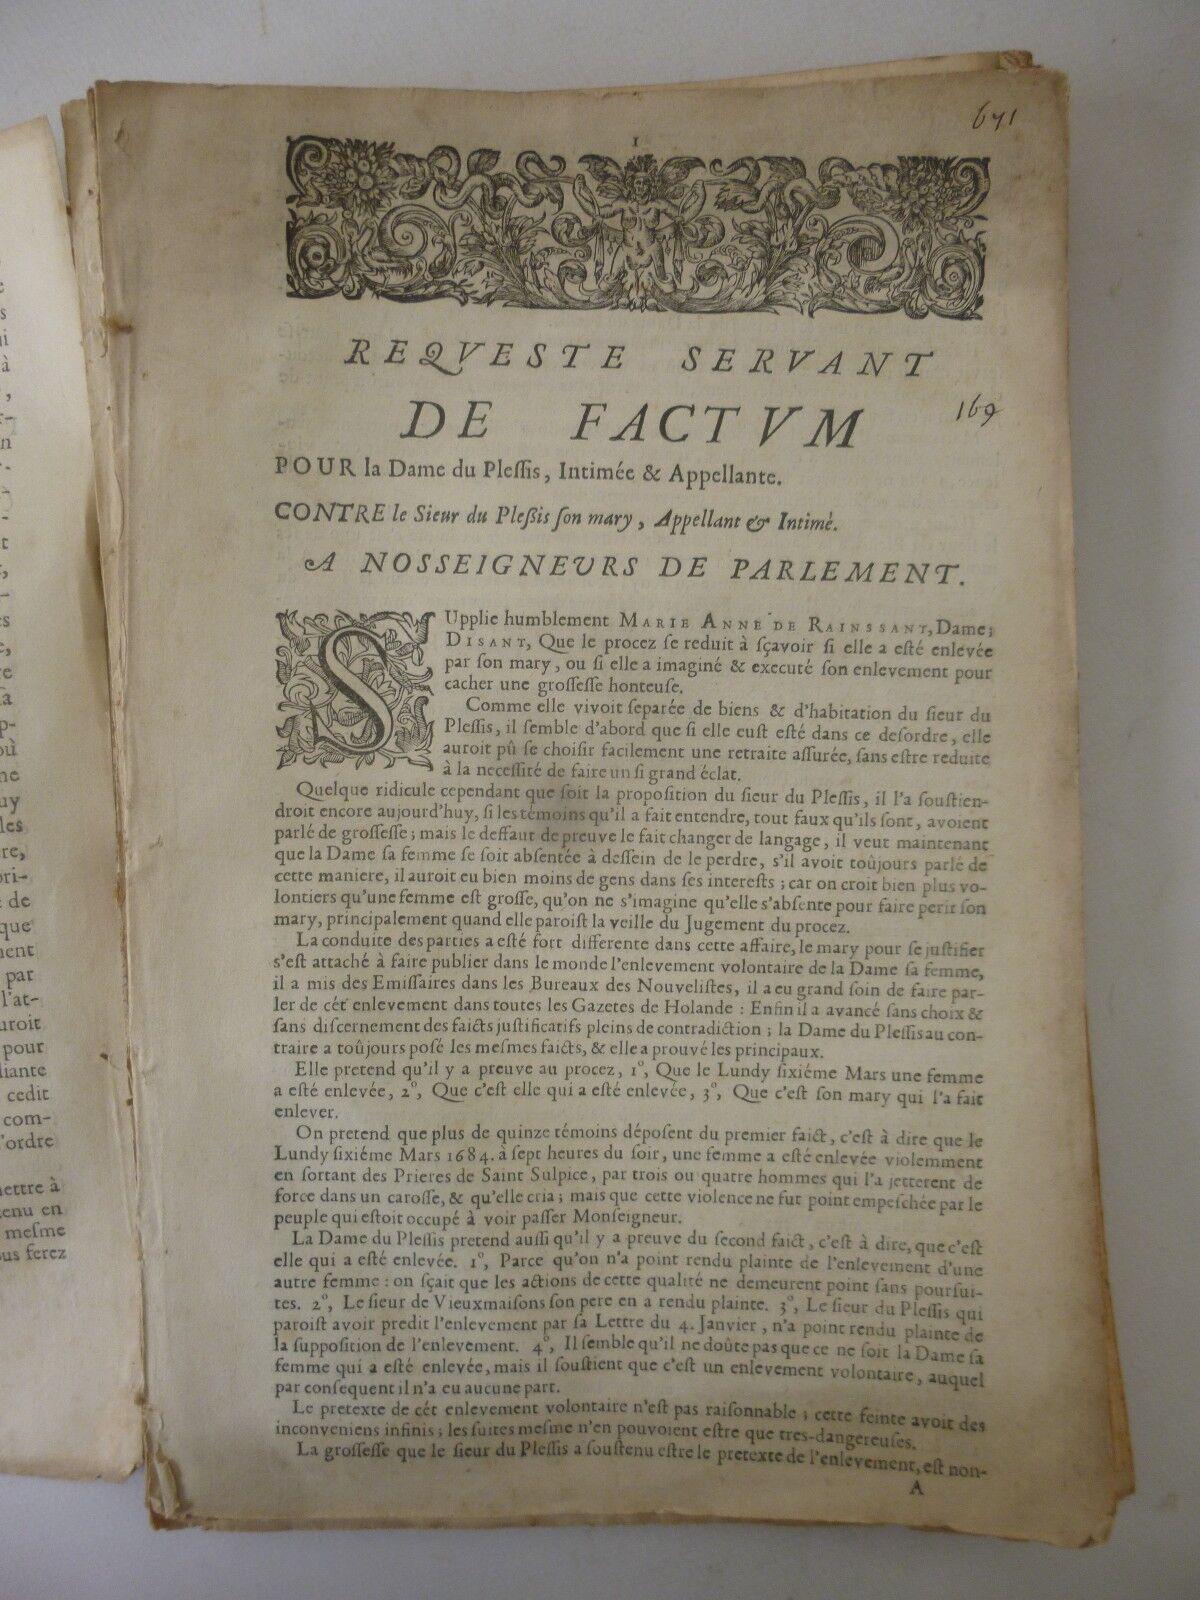 671
1
REQVESTE SERVANT
DE FACTVM
169
POUR la Dame du Plessis, Intimée & Appellante.
CONTRE le Sieur du Plessis son mary, Appellant & Intimé.
A NOSSEIGNEURS DE PARLEMENT.
SUpplie humblement MARIE ANNE DE RAINSSANT, Dame;
DISANT, Que le procez se reduit à sçavoir si elle a esté enlevée
par son mary, ou si elle a imaginé & executé son enlevement pour
cacher une grossesse honteuse.
Comme elle vivoit separée de biens & d'habitation du sieur du
Plessis, il semble d'abord que si elle eust esté dans ce desordre, elle
auroit pû se choisir facilement une retraite assurée, sans estre reduite
à la necessité de faire un si grand éclat.
Quelque ridicule cependant que soit la proposition du sieur du Plessis, il l'a soustien-
droit encore aujourd'huy, si les témoins qu'il a fait entendre, tout faux qu'ils sont, avoient
parlé de grossesse; mais le deffaut de preuve le fait changer de langage, il veut maintenant
que la Dame sa femme se soit absentée à dessein de le perdre, s'il avoit toûjours parlé de
cette maniere, il auroit eu bien moins de gens dans ses interests; car on croit bien plus vo-
lontiers qu'une femme est grosse, qu'on ne s'imagine qu'elle s'absente pour faire perir son
mary, principalement quand elle paroist la veille du Jugement du procez.
La conduite des parties a esté fort differente dans cette affaire, le mary pour se justifier
s'est attaché à faire publier dans le monde l'enlevement volontaire de la Dame sa femme,
il a mis des Emissaires dans les Bureaux des Nouvelistes, il a eu grand soin de faire par-
ler de cét enlevement dans toutes les Gazetes de Holande: Enfin il a avancé sans choix &
sans discernement des faicts justificatifs pleins de contradiction; la Dame du Plessis au con-
traire a toûjours posé les mesmes faicts, & elle a prouvé les principaux.
Elle pretend qu'il y a preuve au procez, 1°, Que le Lundy sixiéme Mars une femme
a esté enlevée, 2°, Que c'est elle qui a esté enlevée, 3°, Que c'est son mary qui l'a fait
enlever.
On pretend que plus de quinze témoins déposent du premier faict, c'est à dire que le
Lundy sixiéme Mars 1684. à sept heures du soir, une femme a esté enlevée violemment
en sortant des Prieres de Saint Sulpice, par trois ou quatre hommes qui l'a jetterent de
force dans un carosse, & qu'elle cria; mais que cette violence ne fut point empeschée par le
peuple qui estoit occupé à voir passer Monseigneur.
La Dame du Plessis pretend aussi qu'il y a preuve du second faict, c'est à dire, que c'est
elle qui a esté enlevée. 1°, Parce qu'on n'a point rendu plainte de l'enlevement d'une
autre femme: on sçait que les actions de cette qualité ne demeurent point sans poursui-
tes. 2°, Le sieur de Vieuxmaisons son pere en a rendu plainte. 3°, Le sieur du Plessis qui
paroist avoir predit l'enlevement par sa Lettre du 4. Janvier, n'a point rendu plainte de
la supposition de l'enlevement. 4°, Il semble qu'il ne doûte pas que ce ne soit la Dame sa
femme qui a esté enlevée, mais il soustient que c'est un enlevement volontaire, auquel
par consequent il n'a eu aucune part.
Le pretexte de cét enlevement volontaire n'est pas raisonnable; cette feinte avoit des
inconveniens infinis; les suites mesme n'en pouvoient estre que tres-dangereuses.
La grossesse que le sieur du Plessis a soustenu estre le pretexte de l'enlevement, est non-
A